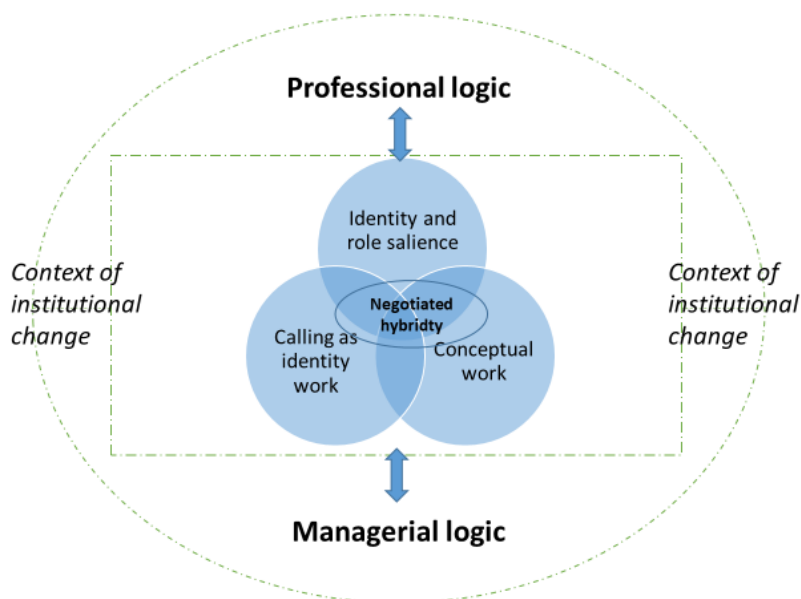 Professional logic
Identity and
role salience
Context of
institutional
change
Context of
institutional
change
Negotiated
hybridty
Calling as
identity
work
Conceptual
work
Managerial logic